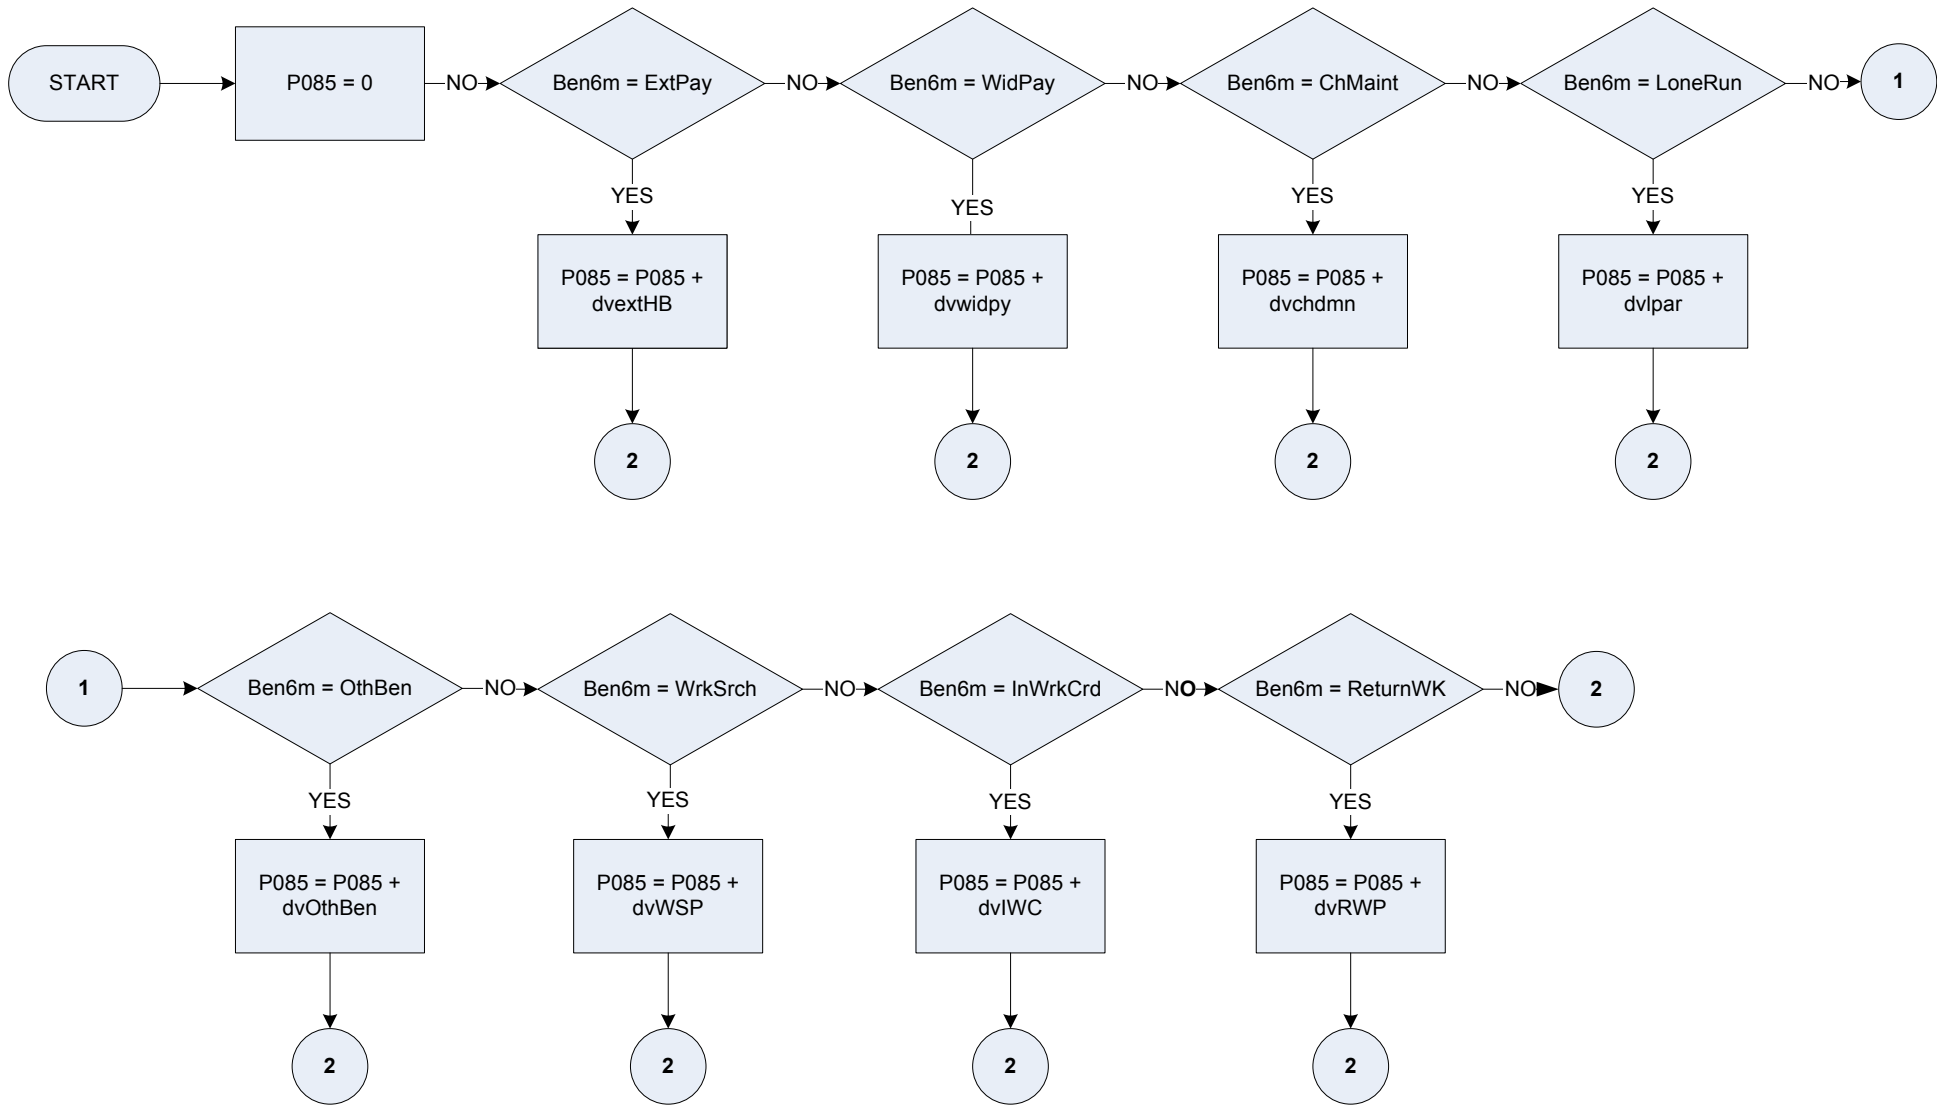 START
P085 = 0
NO
Ben6m = ExtPay
NO
Ben6m = WidPay
NO
Ben6m = ChMaint
NO
Ben6m = LoneRun
NO
1
YES
YES
YES
YES
P085 = P085 +
dvextHB
P085 = P085 +
dvwidpy
P085 = P085 +
dvchdmn
P085 = P085 +
dvlpar
2
2
2
2
1
Ben6m = OthBen
NO
Ben6m = WrkSrch
NO
Ben6m = InWrkCrd
NO
Ben6m = ReturnWK
NO
2
YES
YES
YES
YES
P085 = P085 +
dvOthBen
P085 = P085 +
dvWSP
P085 = P085 +
dvIWC
P085 = P085 +
dvRWP
2
2
2
2